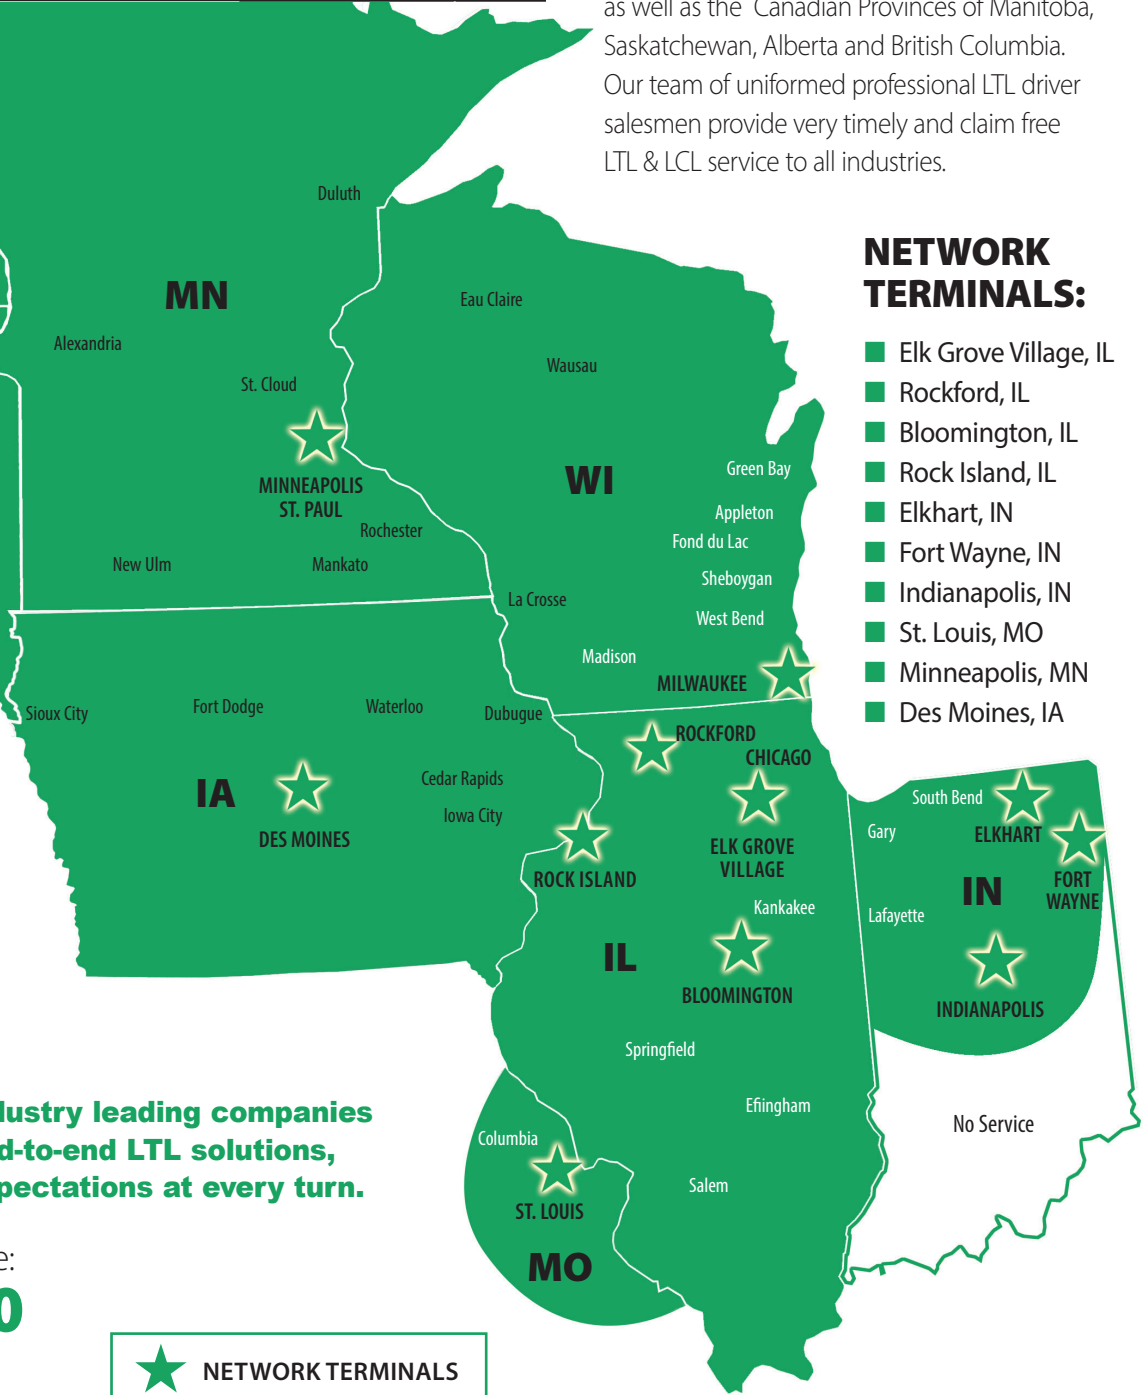 as well as the Canadian Provinces of Manitoba,
Saskatchewan, Alberta and British Columbia.
Our team of uniformed professional LTL driver
salesmen provide very timely and claim free
LTL & LCL service to all industries.
NETWORK
TERMINALS:
Elk Grove Village, IL
Rockford, IL
Bloomington, IL
Rock Island, IL
Elkhart, IN
Fort Wayne, IN
Indianapolis, IN
St. Louis, MO
Minneapolis, MN
Des Moines, IA
Duluth
MN
Alexandria
St. Cloud
MINNEAPOLIS
ST. PAUL
Rochester
New Ulm
Mankato
Eau Claire
Wausau
WI
Green Bay
Appleton
Fond du Lac
Sheboygan
La Crosse
West Bend
Madison
MILWAUKEE
Sioux City
Fort Dodge
Waterloo
Dubugue
IA
Cedar Rapids
Iowa City
DES MOINES
ROCKFORD
CHICAGO
ELK GROVE
VILLAGE
ROCK ISLAND
Kankakee
IL
BLOOMINGTON
Springfield
Efiingham
Salem
South Bend
ELKHART
Gary
FORT
WAYNE
IN
Lafayette
INDIANAPOLIS
No Service
Columbia
ST. LOUIS
MO
dustry leading companies
d-to-end LTL solutions,
pectations at every turn.
e:
0
NETWORK TERMINALS